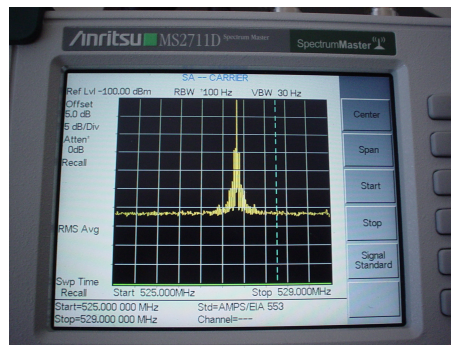 Anritsu MS2711D Spectrum Master
SpectrumMaster
SA -- CARRIER
Ref Lvl -100.00 dBm RBW `100 Hz VBW 30 Hz
Offset
5.0 dB
5 dB/Div
Atten'
0dB
Recall
RMS Avg
Swp Time
Recall
Start 525.000MHz Stop 529.000MHz
Start=525.000 000 MHz Std=AMPS/EIA 553
Stop=529.000 000 MHz Channel=---
Center
Span
Start
Stop
Signal
Standard